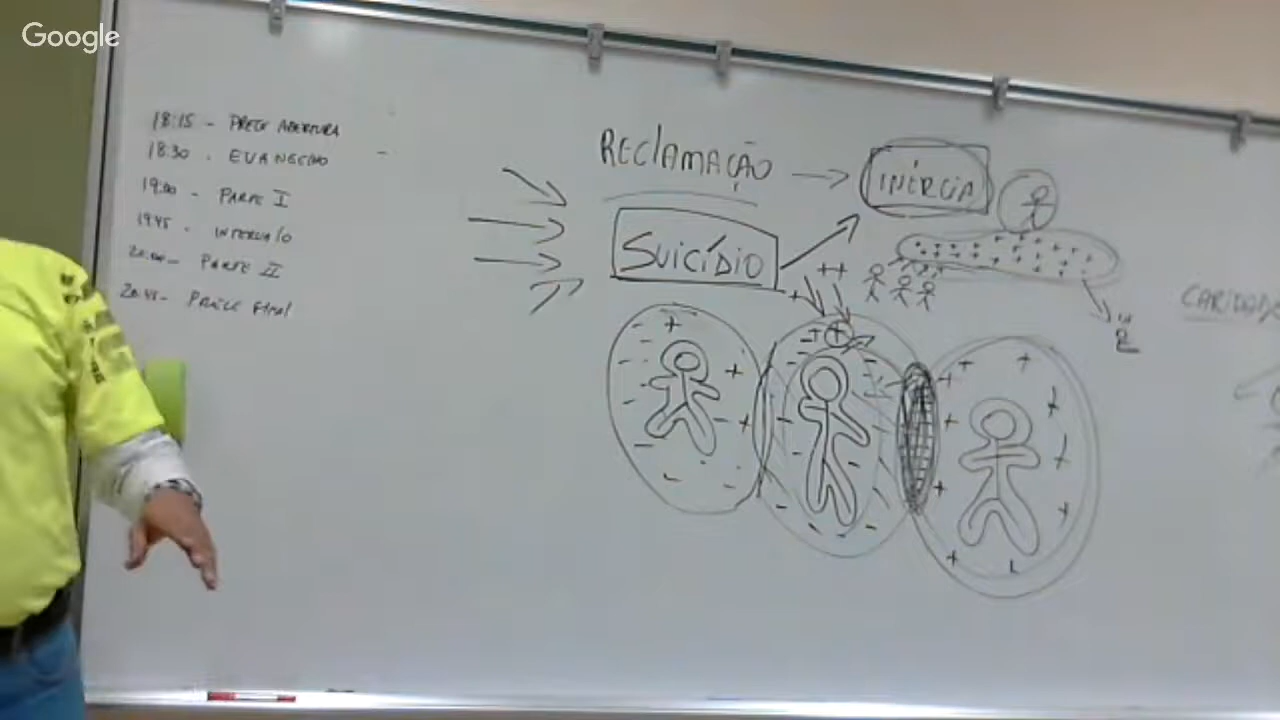 Google
18:15 - PRECE ABERTURA
18:30 - EVANGELHO
19:00 - PARTE I
19:45 - INTERVALO
20:00 - PARTE II
20:45 - PRECE FINAL
RECLAMAÇÃO → INÉRCIA
SUICÍDIO
CARIDADE